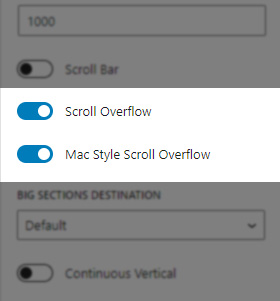 1000
Scroll Bar
Scroll Overflow
Mac Style Scroll Overflow
BIG SECTIONS DESTINATION
Default
Continuous Vertical